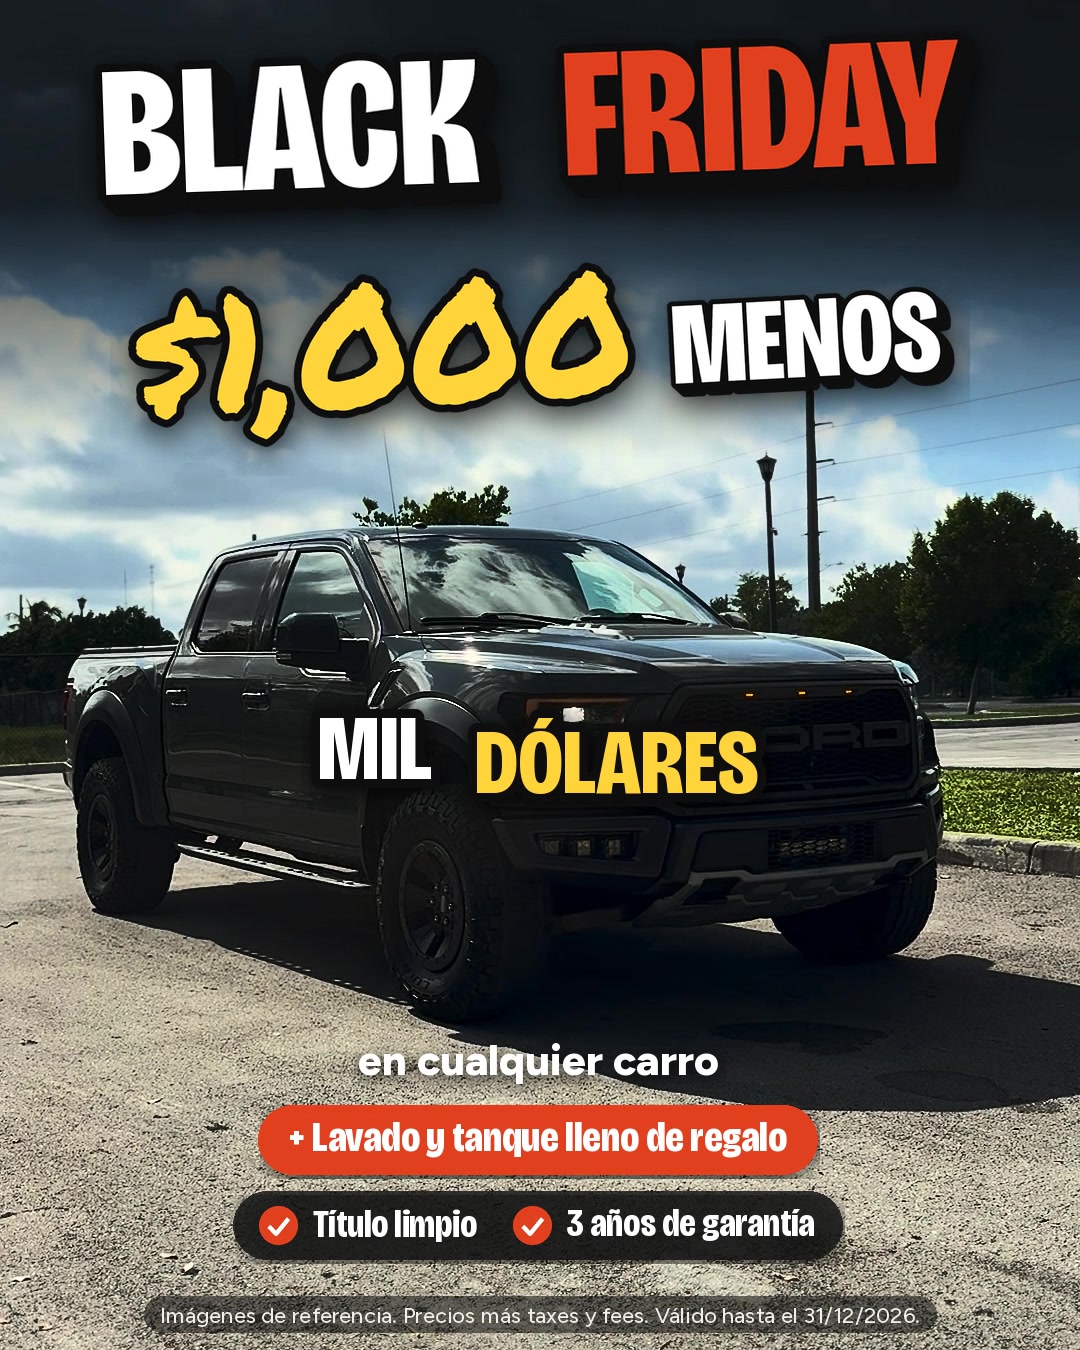 BLACK FRIDAY
$1,000 MENOS
FORD
MIL DÓLARES
en cualquier carro
+ Lavado y tanque lleno de regalo
Título limpio 3 años de garantía
Imágenes de referencia. Precios más taxes y fees. Válido hasta el 31/12/2026.